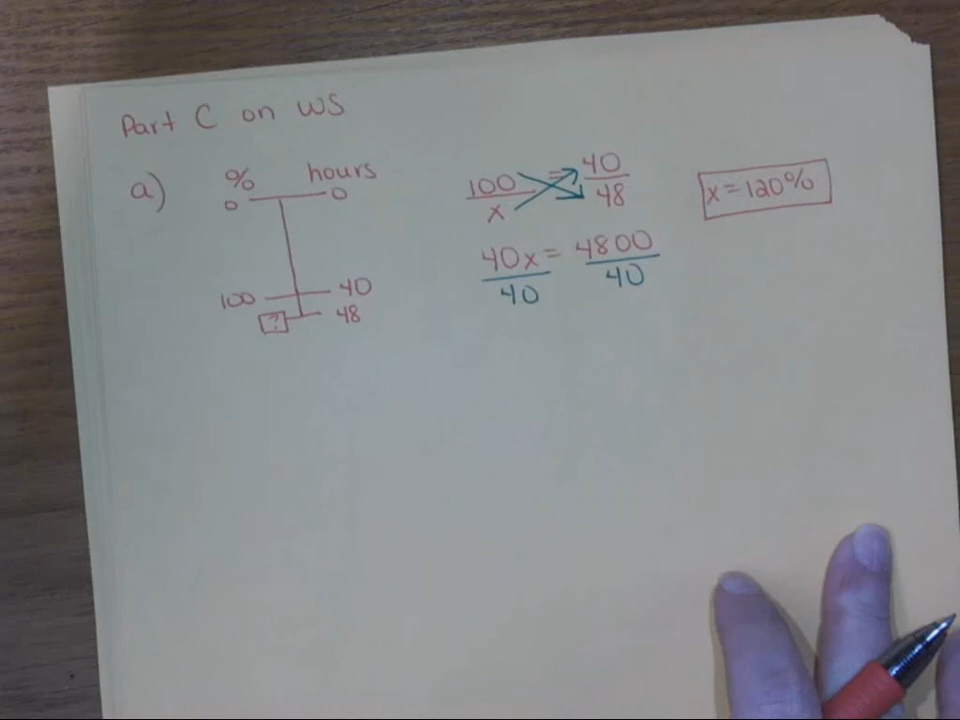 Part C on WS
a)
% hours
0 0
100 40
? 48
100/x = 40/48
40x = 4800
40 40
x = 120%